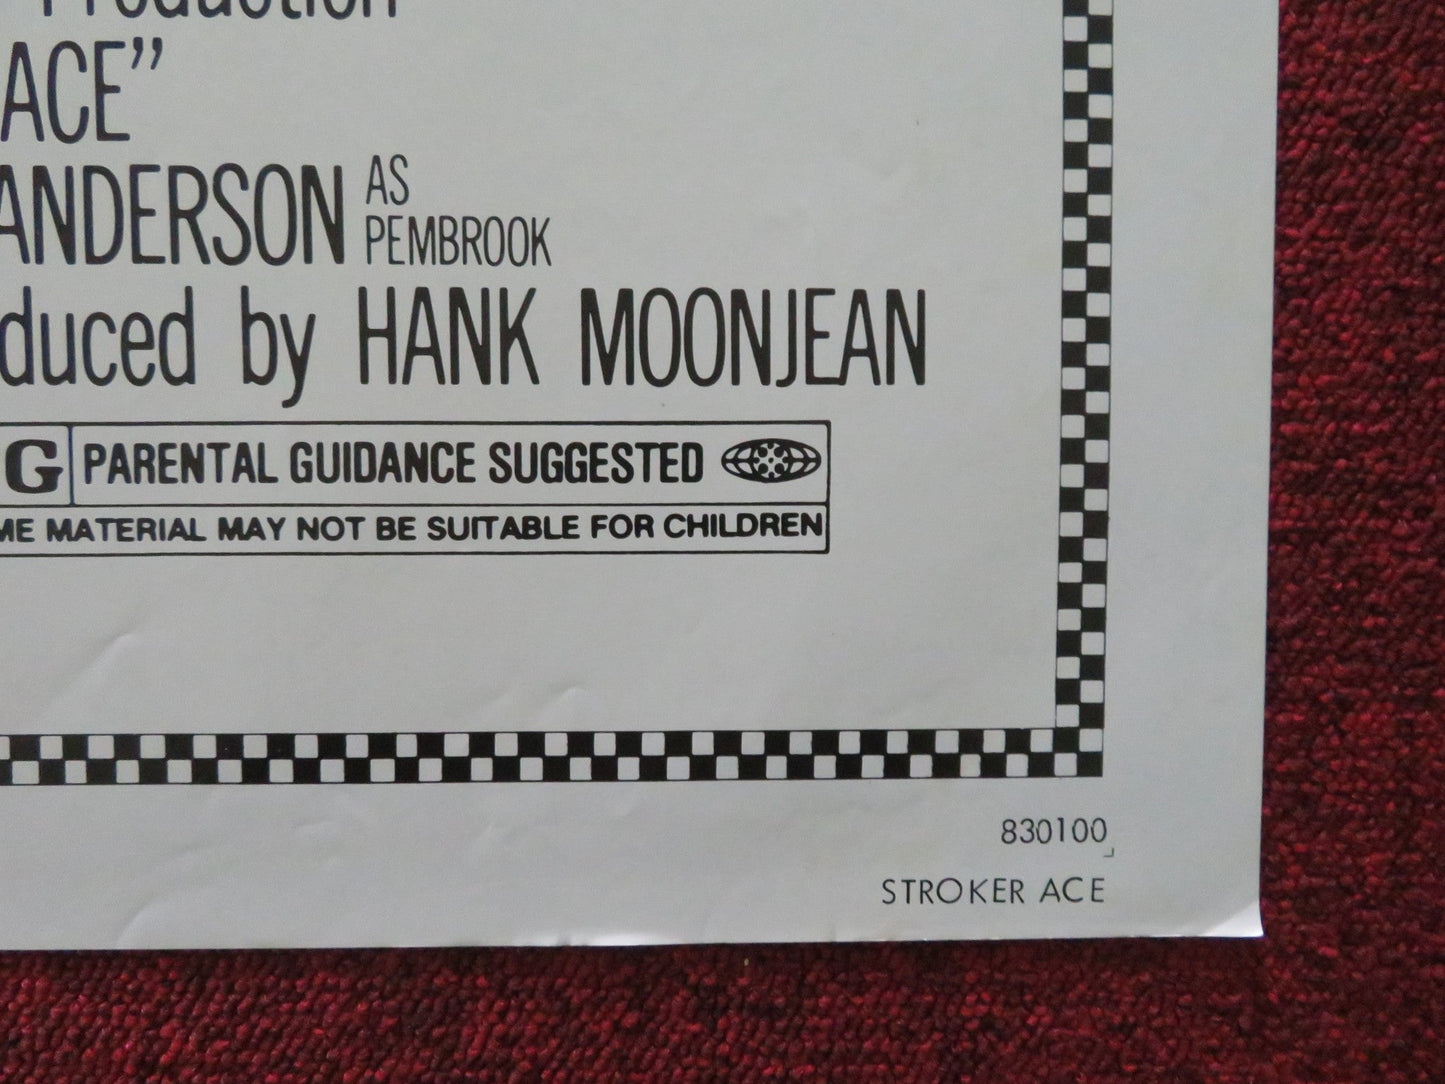 Production
ACE”
ANDERSON AS PEMBROOK
duced by HANK MOONJEAN
G PARENTAL GUIDANCE SUGGESTED
ME MATERIAL MAY NOT BE SUITABLE FOR CHILDREN
830100
STROKER ACE